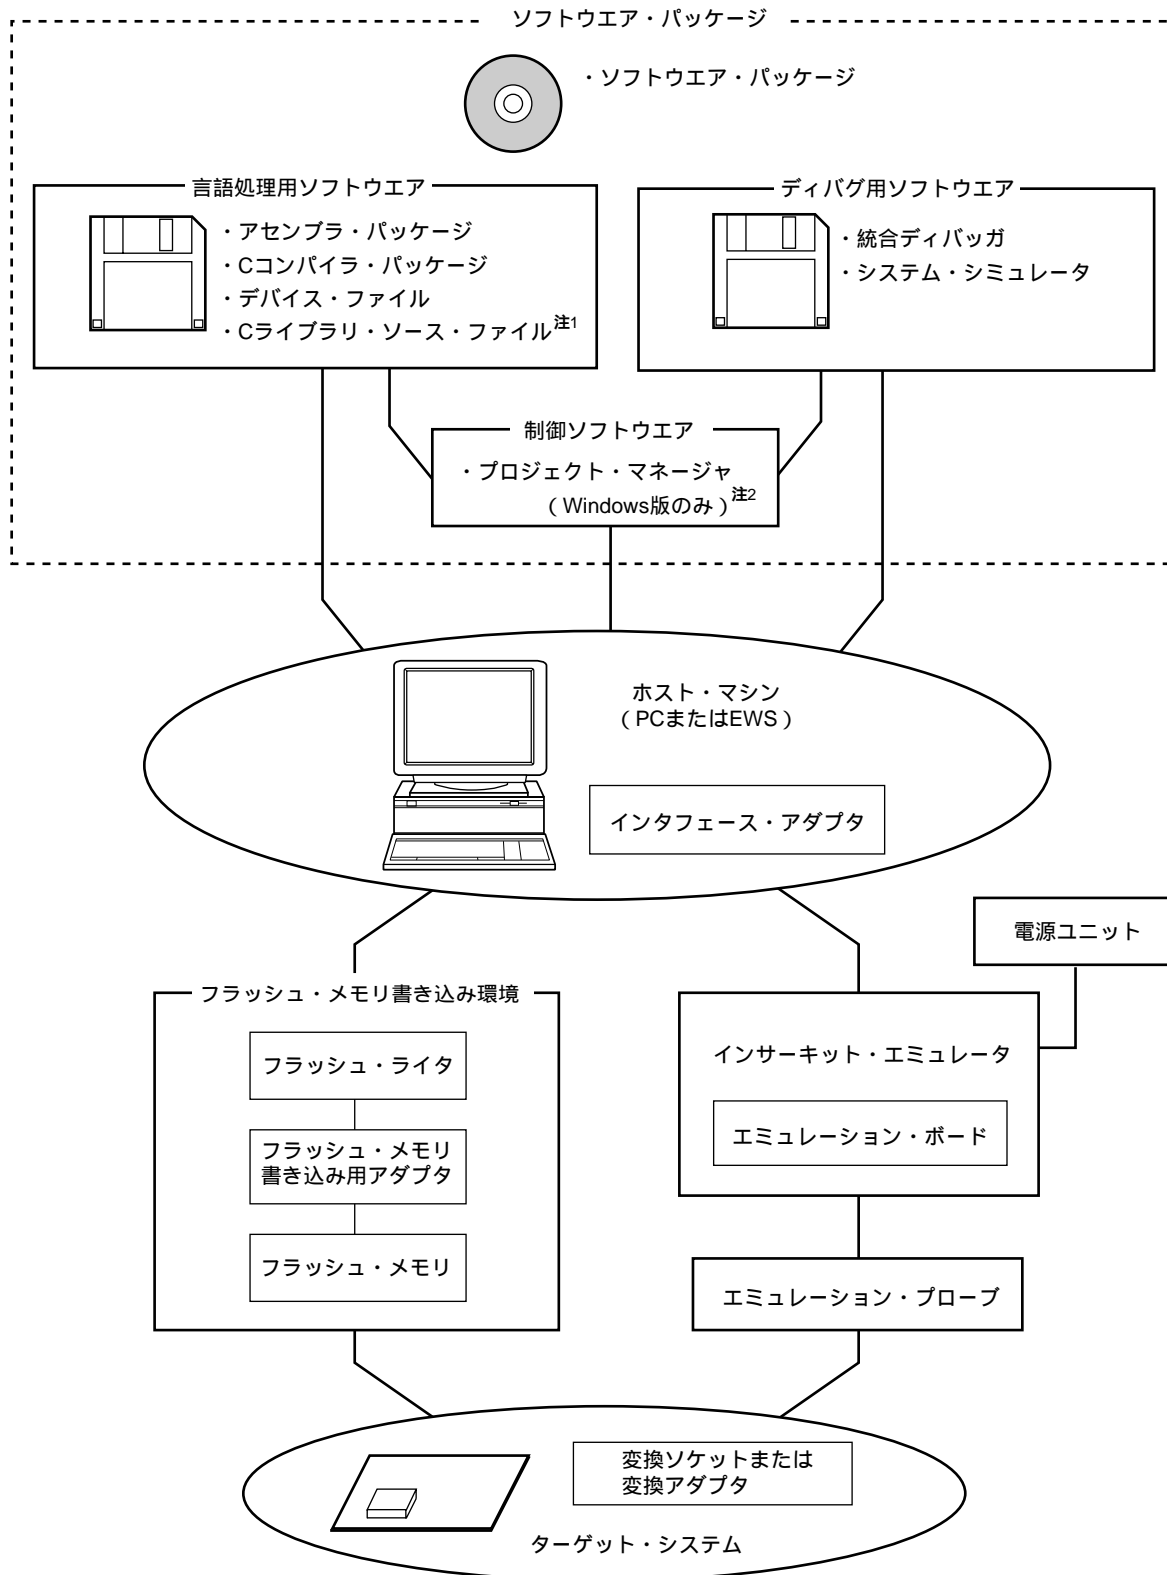 ソフトウエア・パッケージ
・ソフトウエア・パッケージ
言語処理用ソフトウエア
・アセンブラ・パッケージ
・Cコンパイラ・パッケージ
・デバイス・ファイル
・Cライブラリ・ソース・ファイル注1
ディバグ用ソフトウエア
・統合ディバッガ
・システム・シミュレータ
制御ソフトウエア
・プロジェクト・マネージャ
（Windows版のみ）注2
ホスト・マシン
（PCまたはEWS）
インタフェース・アダプタ
電源ユニット
フラッシュ・メモリ書き込み環境
フラッシュ・ライタ
フラッシュ・メモリ
書き込み用アダプタ
フラッシュ・メモリ
インサーキット・エミュレータ
エミュレーション・ボード
エミュレーション・プローブ
変換ソケットまたは
変換アダプタ
ターゲット・システム